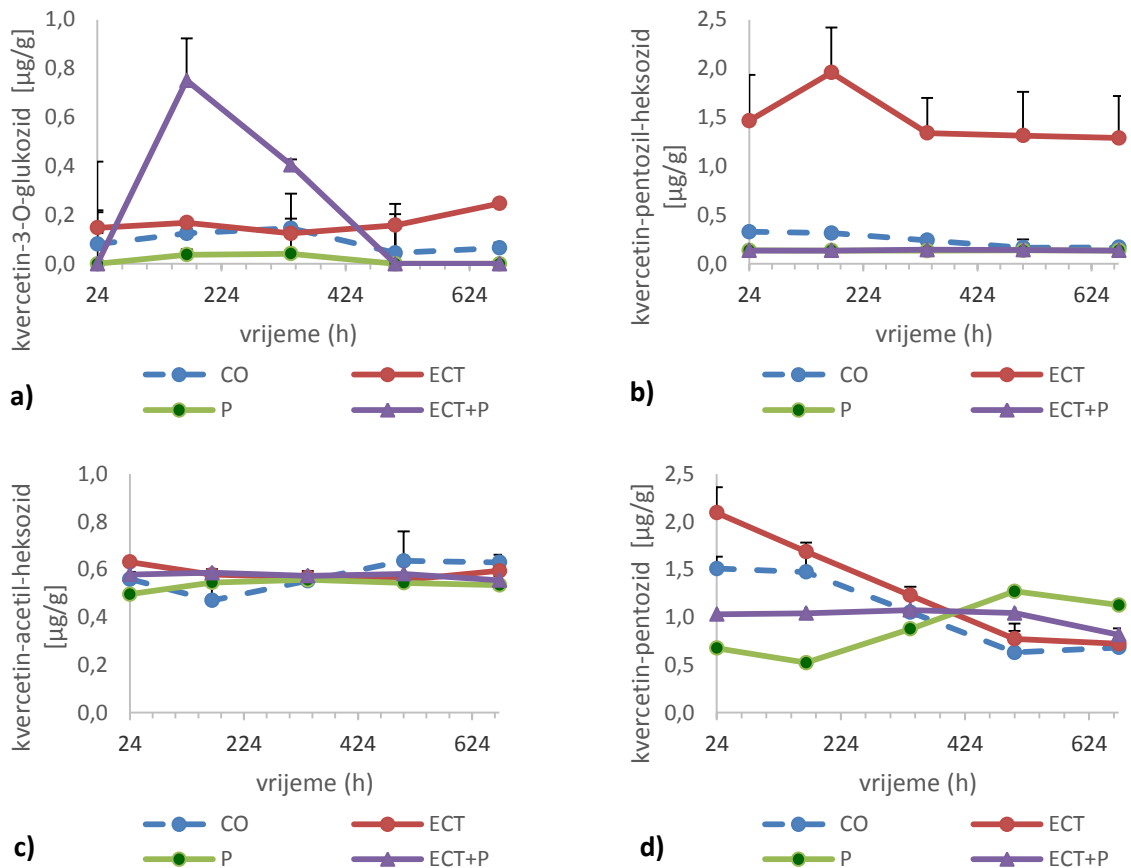 kvercetin-3-O-glukozid [µg/g]
1,0
0,8
0,6
0,4
0,2
0,0
24 224 424 624
vrijeme (h)
CO ECT
P ECT+P
a)
kvercetin-pentozil-heksozid
[µg/g]
2,5
2,0
1,5
1,0
0,5
0,0
24 224 424 624
vrijeme (h)
CO ECT
P ECT+P
b)
kvercetin-acetil-heksozid
[µg/g]
1,0
0,8
0,6
0,4
0,2
0,0
24 224 424 624
vrijeme (h)
CO ECT
P ECT+P
c)
kvercetin-pentozid [µg/g]
2,5
2,0
1,5
1,0
0,5
0,0
24 224 424 624
vrijeme (h)
CO ECT
P ECT+P
d)